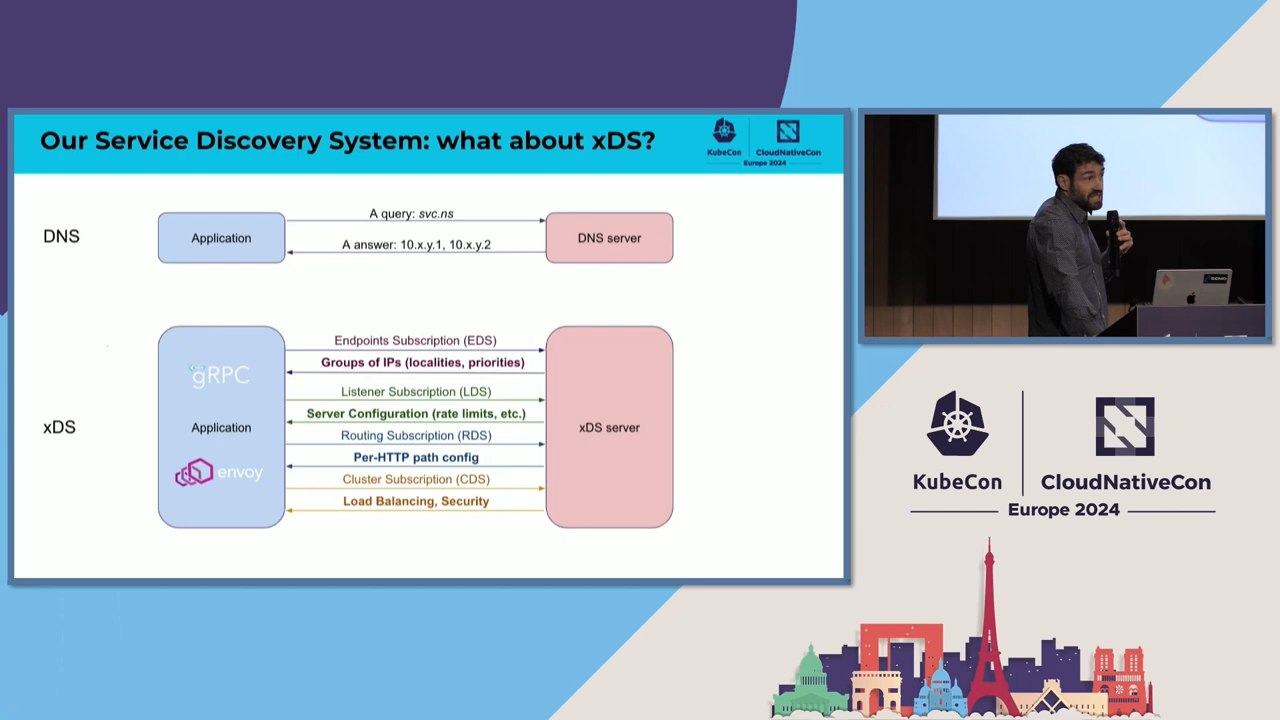 Our Service Discovery System: what about xDS?
KubeCon
CloudNativeCon
Europe 2024
DNS
Application
A query: svc.ns
A answer: 10.x.y.1, 10.x.y.2
DNS server
xDS
gRPC
Application
envoy
Endpoints Subscription (EDS)
Groups of IPs (localities, priorities)
Listener Subscription (LDS)
Server Configuration (rate limits, etc.)
Routing Subscription (RDS)
Per-HTTP path config
Cluster Subscription (CDS)
Load Balancing, Security
xDS server
KubeCon
CloudNativeCon
Europe 2024